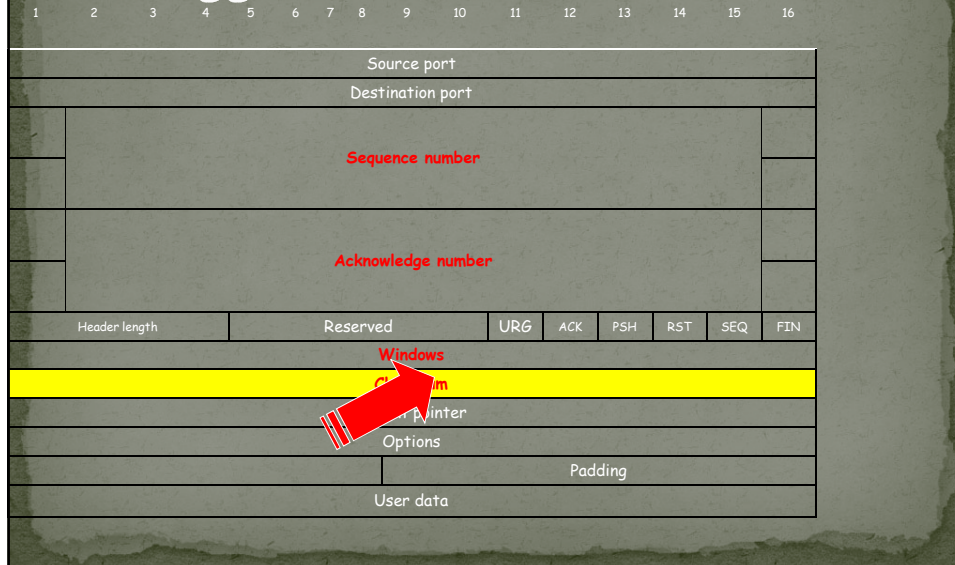 1 2 3 4 5 6 7 8 9 10 11 12 13 14 15 16
Source port
Destination port
Sequence number
Acknowledge number
Header length Reserved URG ACK PSH RST SEQ FIN
Windows
Options
Padding
User data